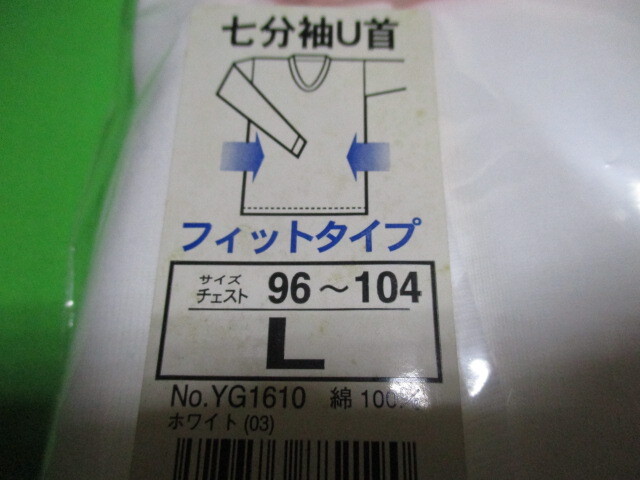 七分袖U首
フィットタイプ
サイズ
チェスト 96～104
L
No.YG1610 綿 100%
ホワイト(03)